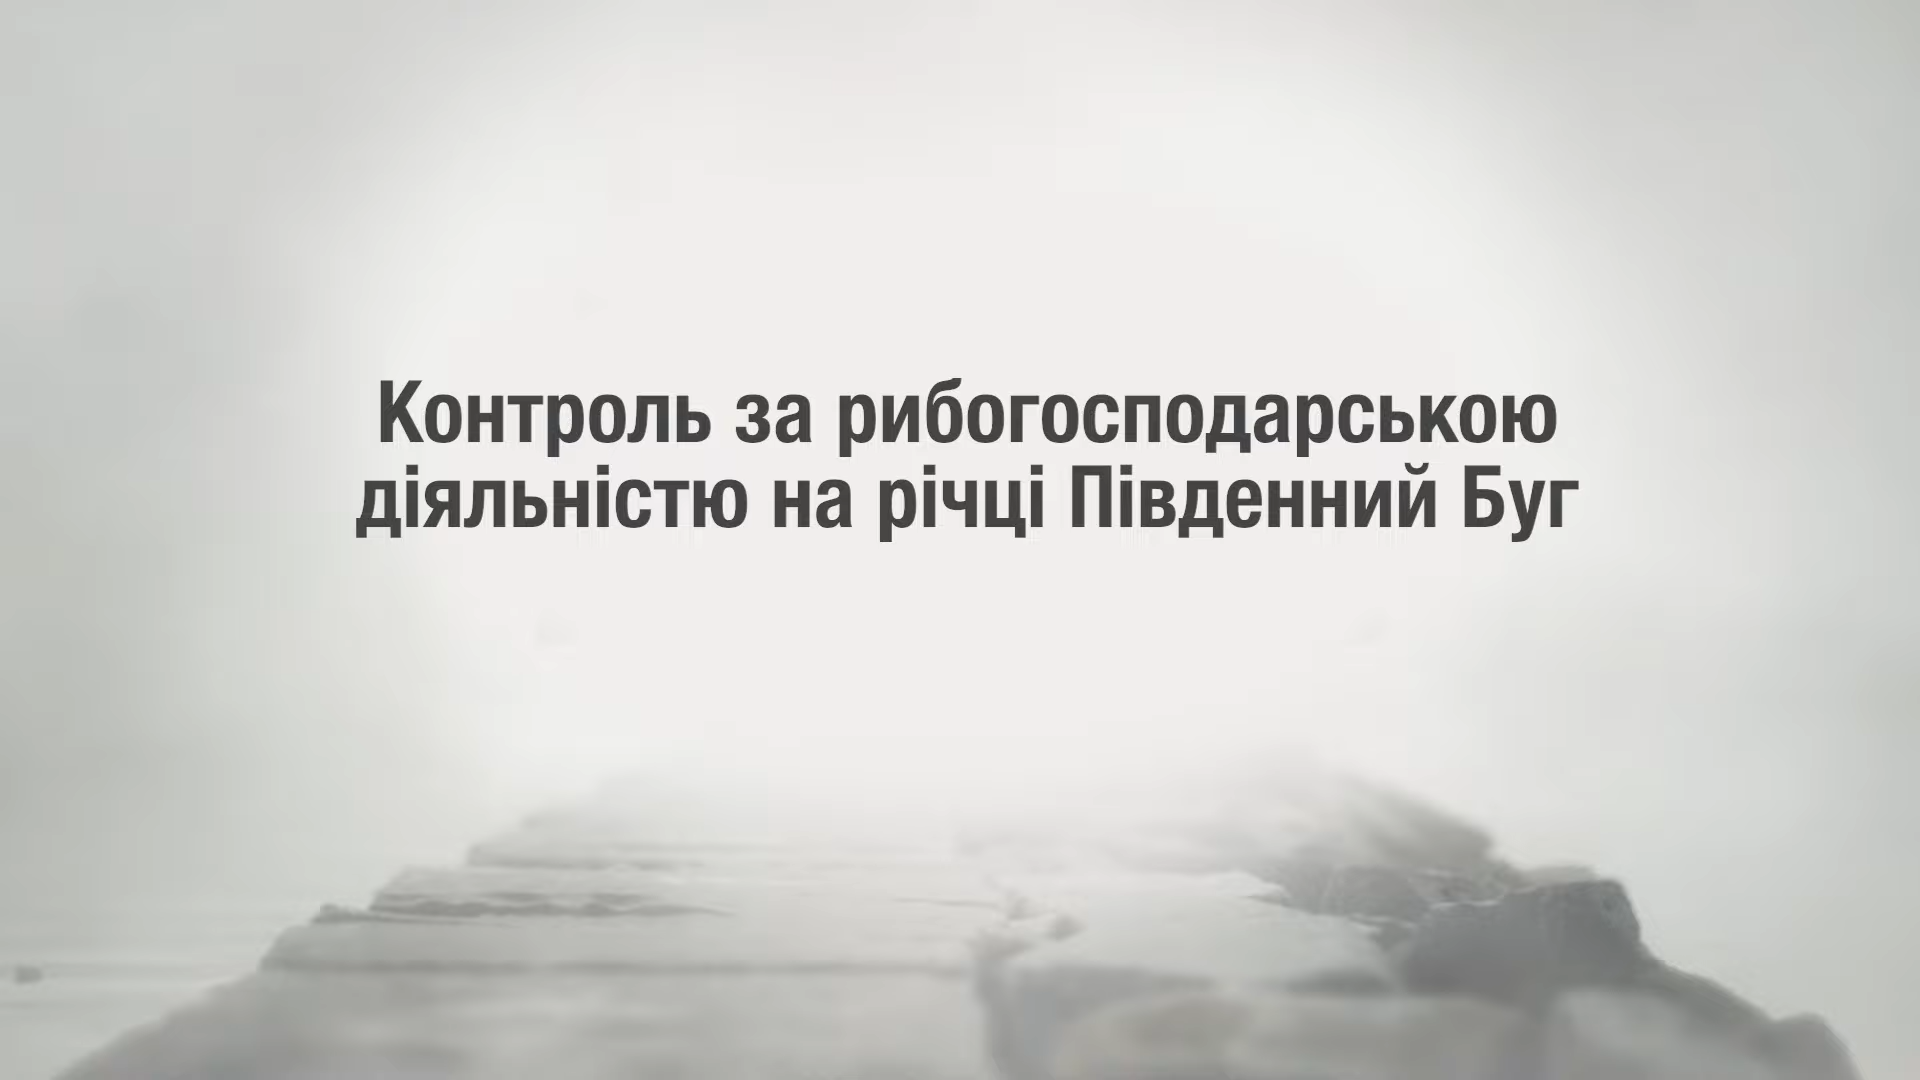 Контроль за рибогосподарською
діяльністю на річці Південний Буг